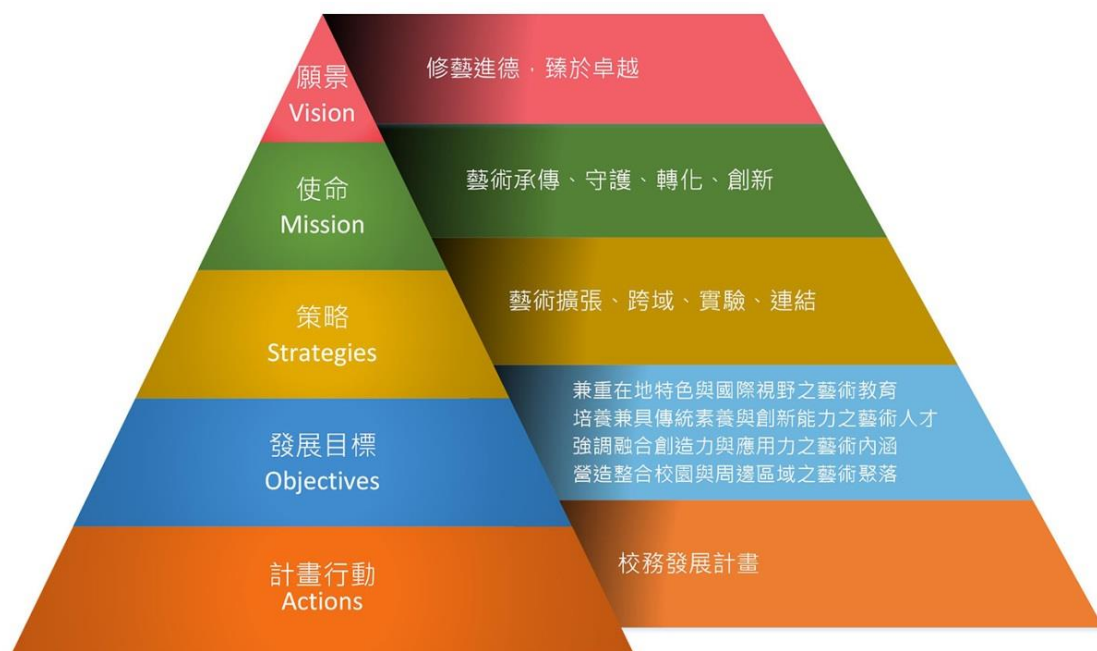 願景
Vision
修藝進德，臻於卓越
使命
Mission
藝術承傳、守護、轉化、創新
策略
Strategies
藝術擴張、跨域、實驗、連結
發展目標
Objectives
兼重在地特色與國際視野之藝術教育
培養兼具傳統素養與創新能力之藝術人才
強調融合創造力與應用力之藝術內涵
營造整合校園與周邊區域之藝術聚落
計畫行動
Actions
校務發展計畫